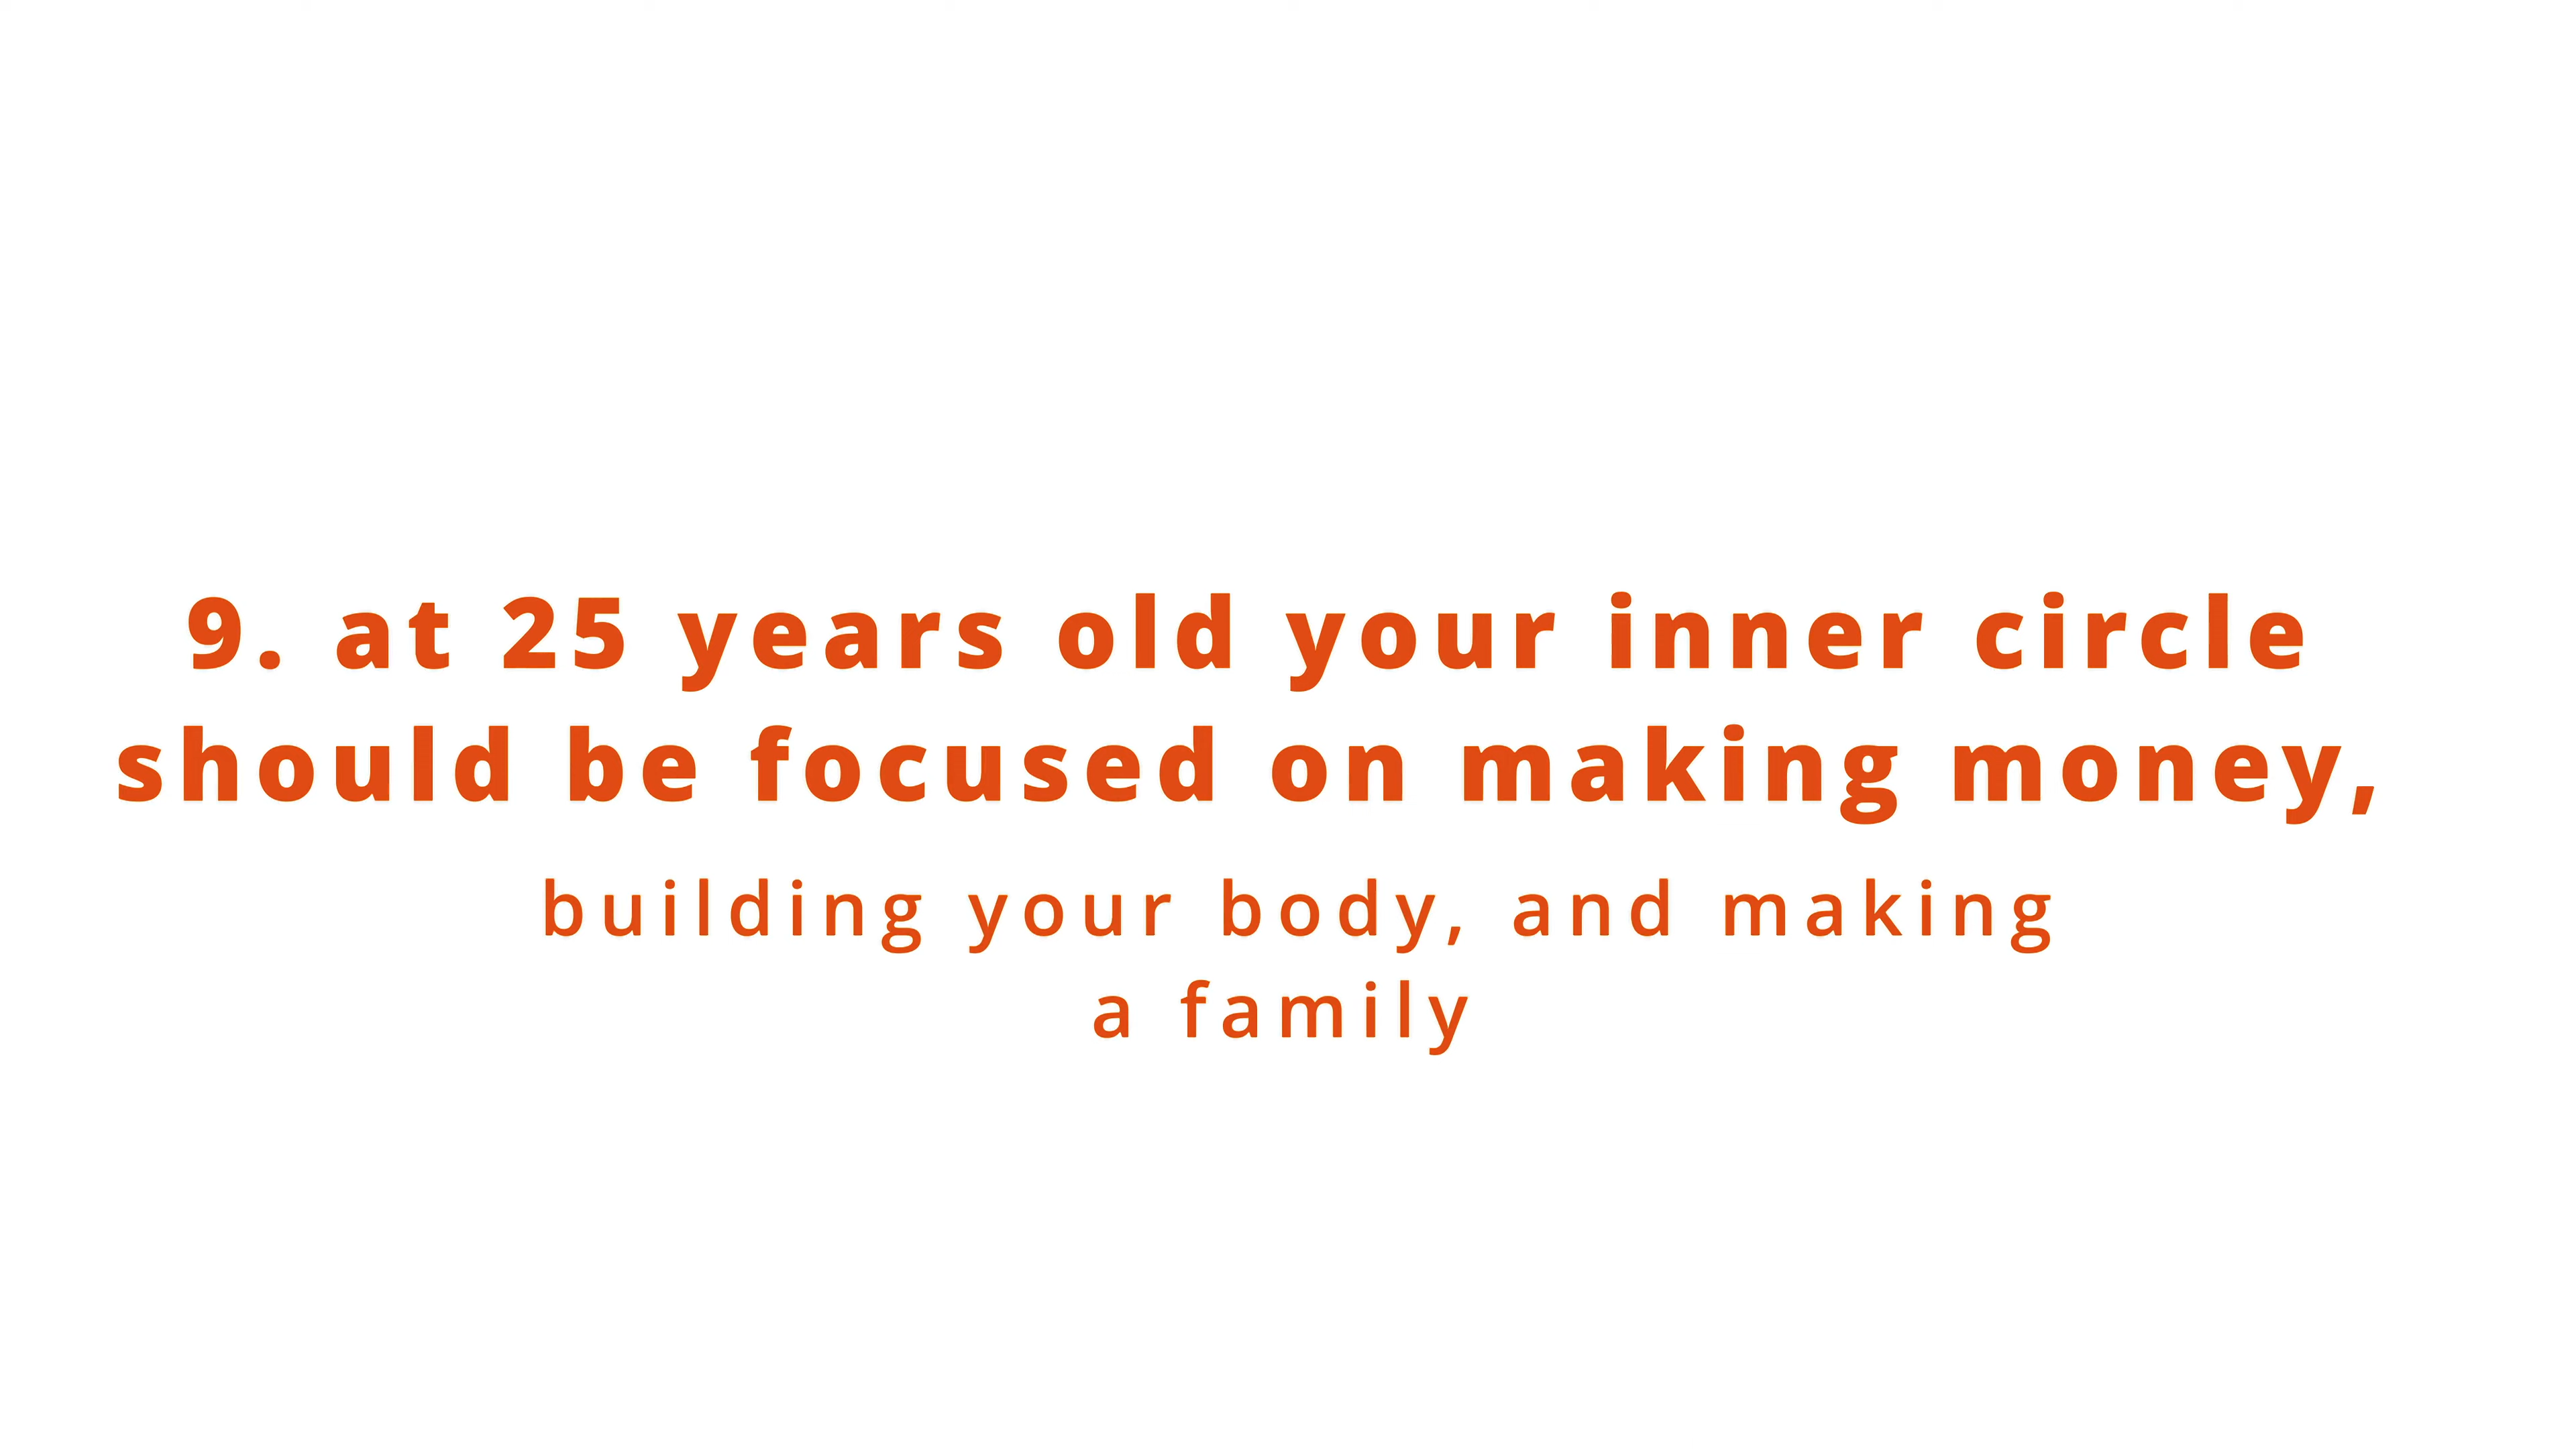 9. at 25 years old your inner circle
should be focused on making money,
building your body, and making
a family